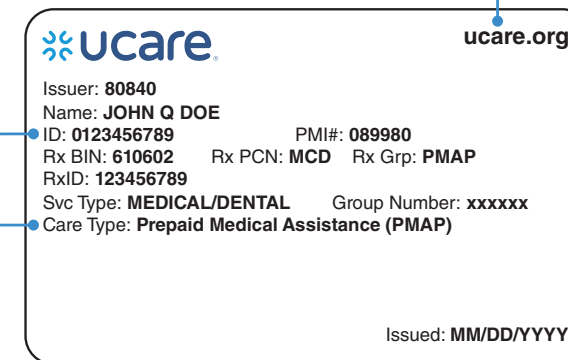 ucare.
ucare.org
Issuer: 80840
Name: JOHN Q DOE
ID: 0123456789 PMI#: 089980
Rx BIN: 610602 Rx PCN: MCD Rx Grp: PMAP
RxID: 123456789
Svc Type: MEDICAL/DENTAL Group Number: xxxxxx
Care Type: Prepaid Medical Assistance (PMAP)
Issued: MM/DD/YYYY